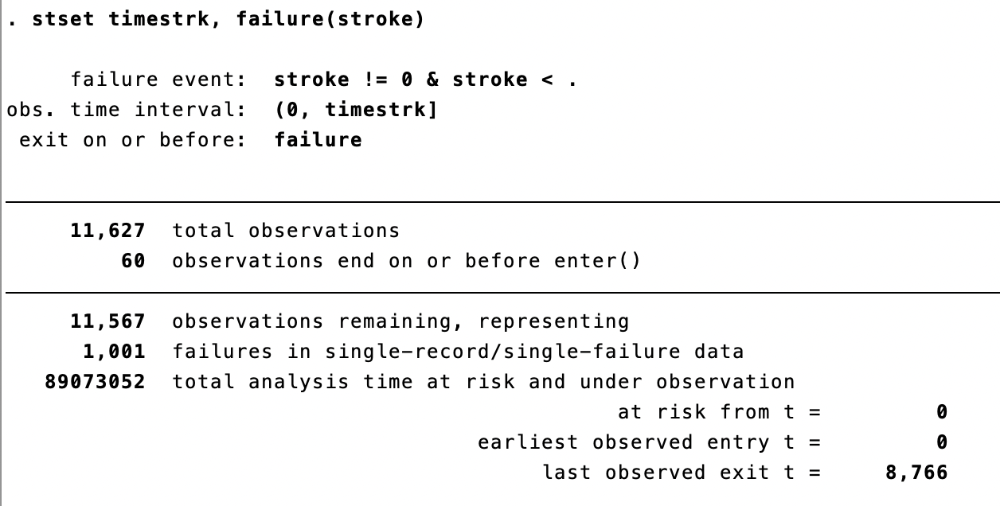 . stset timestrk, failure(stroke)
failure event: stroke != 0 & stroke < .
obs. time interval: (0, timestrk]
exit on or before: failure
11,627 total observations
60 observations end on or before enter()
11,567 observations remaining, representing
1,001 failures in single-record/single-failure data
89073052 total analysis time at risk and under observation
at risk from t = 0
earliest observed entry t = 0
last observed exit t = 8,766